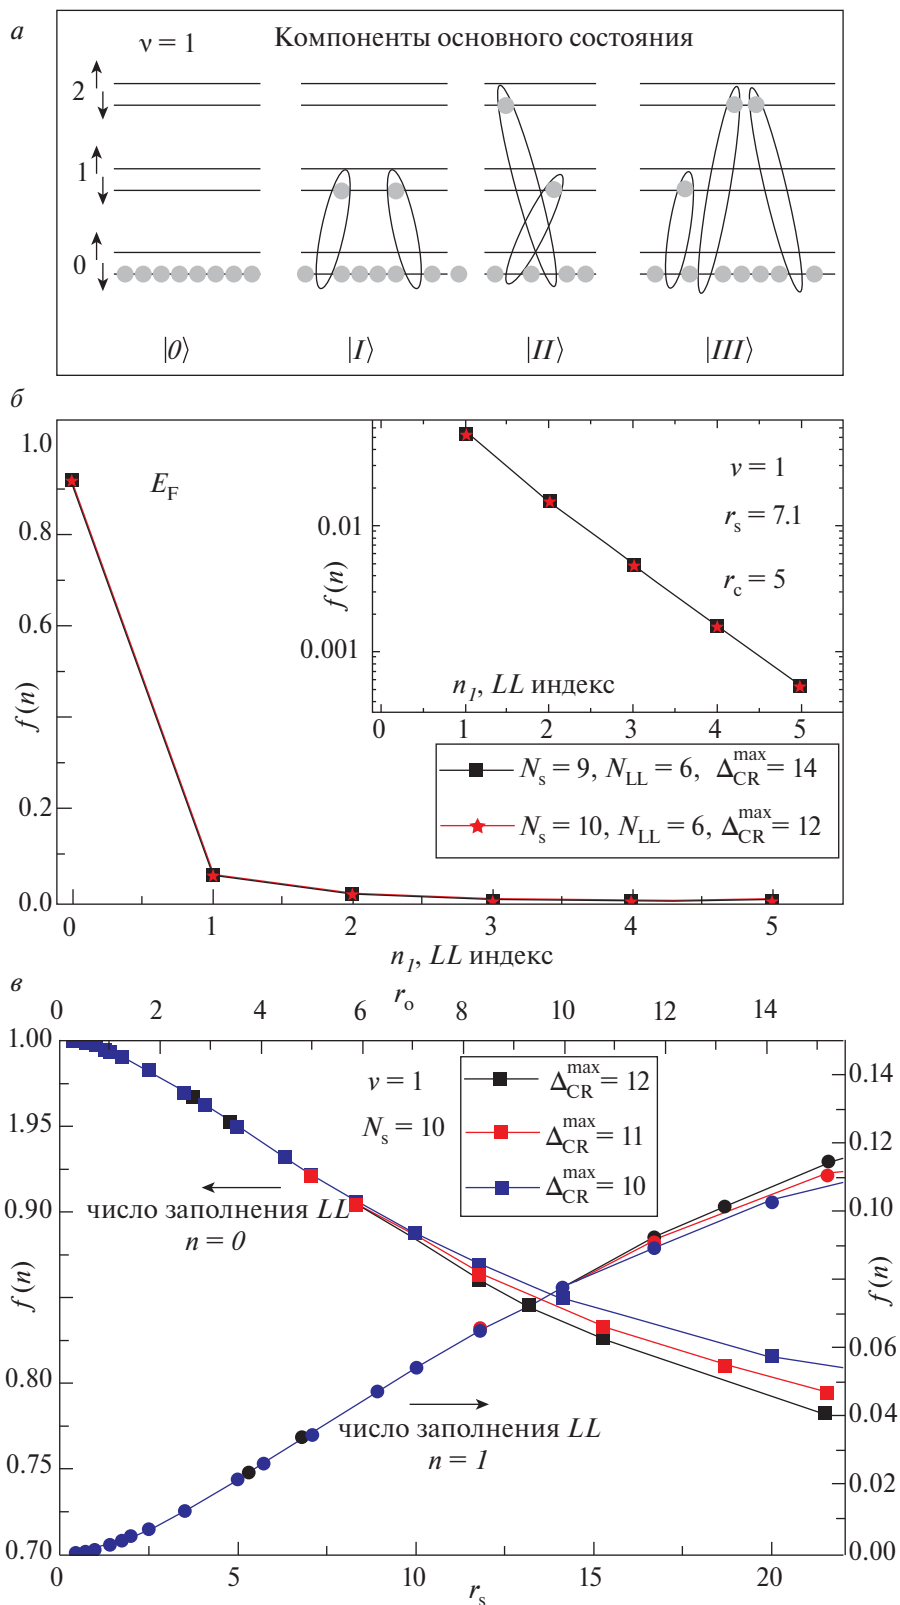 а
ν = 1 Компоненты основного состояния
2
1
0
|0⟩ |I⟩ |II⟩ |III⟩
б
1.0
0.8
0.6
0.2
0.0
f(n)
E_F
0.01
0.001
f(n)
ν = 1
r_s = 7.1
r_c = 5
n_1, LL индекс
0 1 2 3 4 5
N_s = 9, N_LL = 6, Δ_CR^max = 14
N_s = 10, N_LL = 6, Δ_CR^max = 12
0 1 2 3 4 5
n_1, LL индекс
в
0 2 4 6 8 10 12 14
r_o
1.00
1.95
0.90
0.80
0.75
0.70
f(n)
ν = 1
N_s = 10
Δ_CR^max = 12
Δ_CR^max = 11
Δ_CR^max = 10
число заполнения LL
n = 0
число заполнения LL
n = 1
0.14
0.12
0.10
0.06
0.04
0.02
0.00
f(n)
0 5 10 15 20
r_s